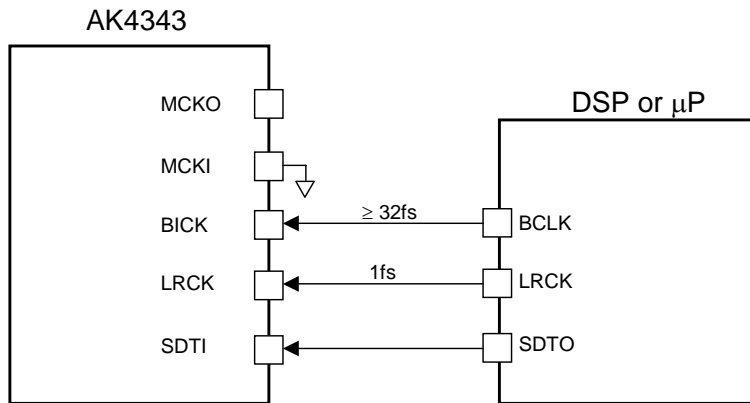 AK4343
DSP or μP
MCKO
MCKI
BICK
≥ 32fs
BCLK
LRCK
1fs
LRCK
SDTI
SDTO